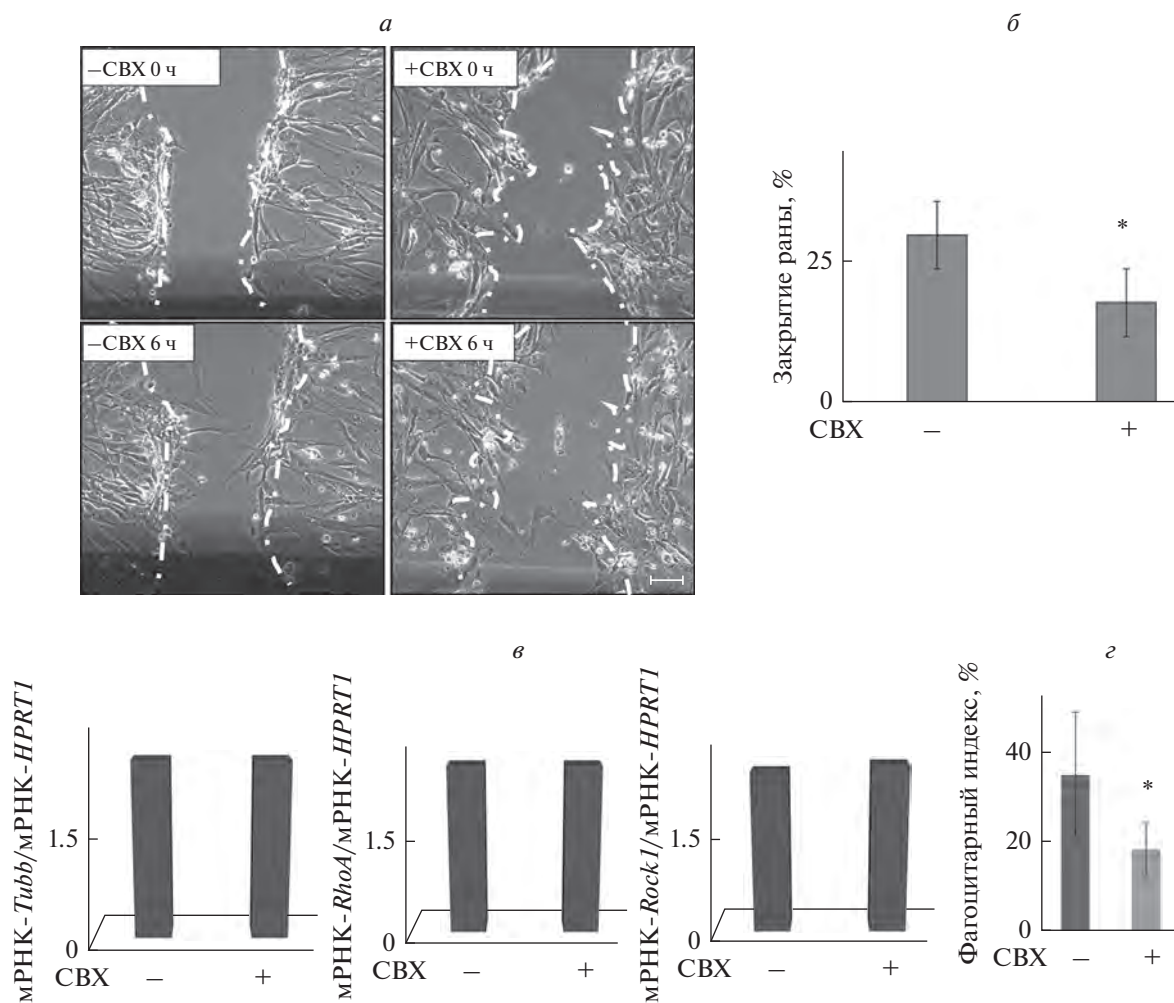 а
−CBX 0 ч
+CBX 0 ч
−CBX 6 ч
+CBX 6 ч
б
Закрытие раны, %
25
0
*
CBX − +
в
мРНК-Tubb/мРНК-HPRT1
1.5
0
CBX − +
мРНК-RhoA/мРНК-HPRT1
1.5
0
CBX − +
мРНК-Rock1/мРНК-HPRT1
1.5
0
CBX − +
г
Фагоцитарный индекс, %
40
20
0
*
CBX − +